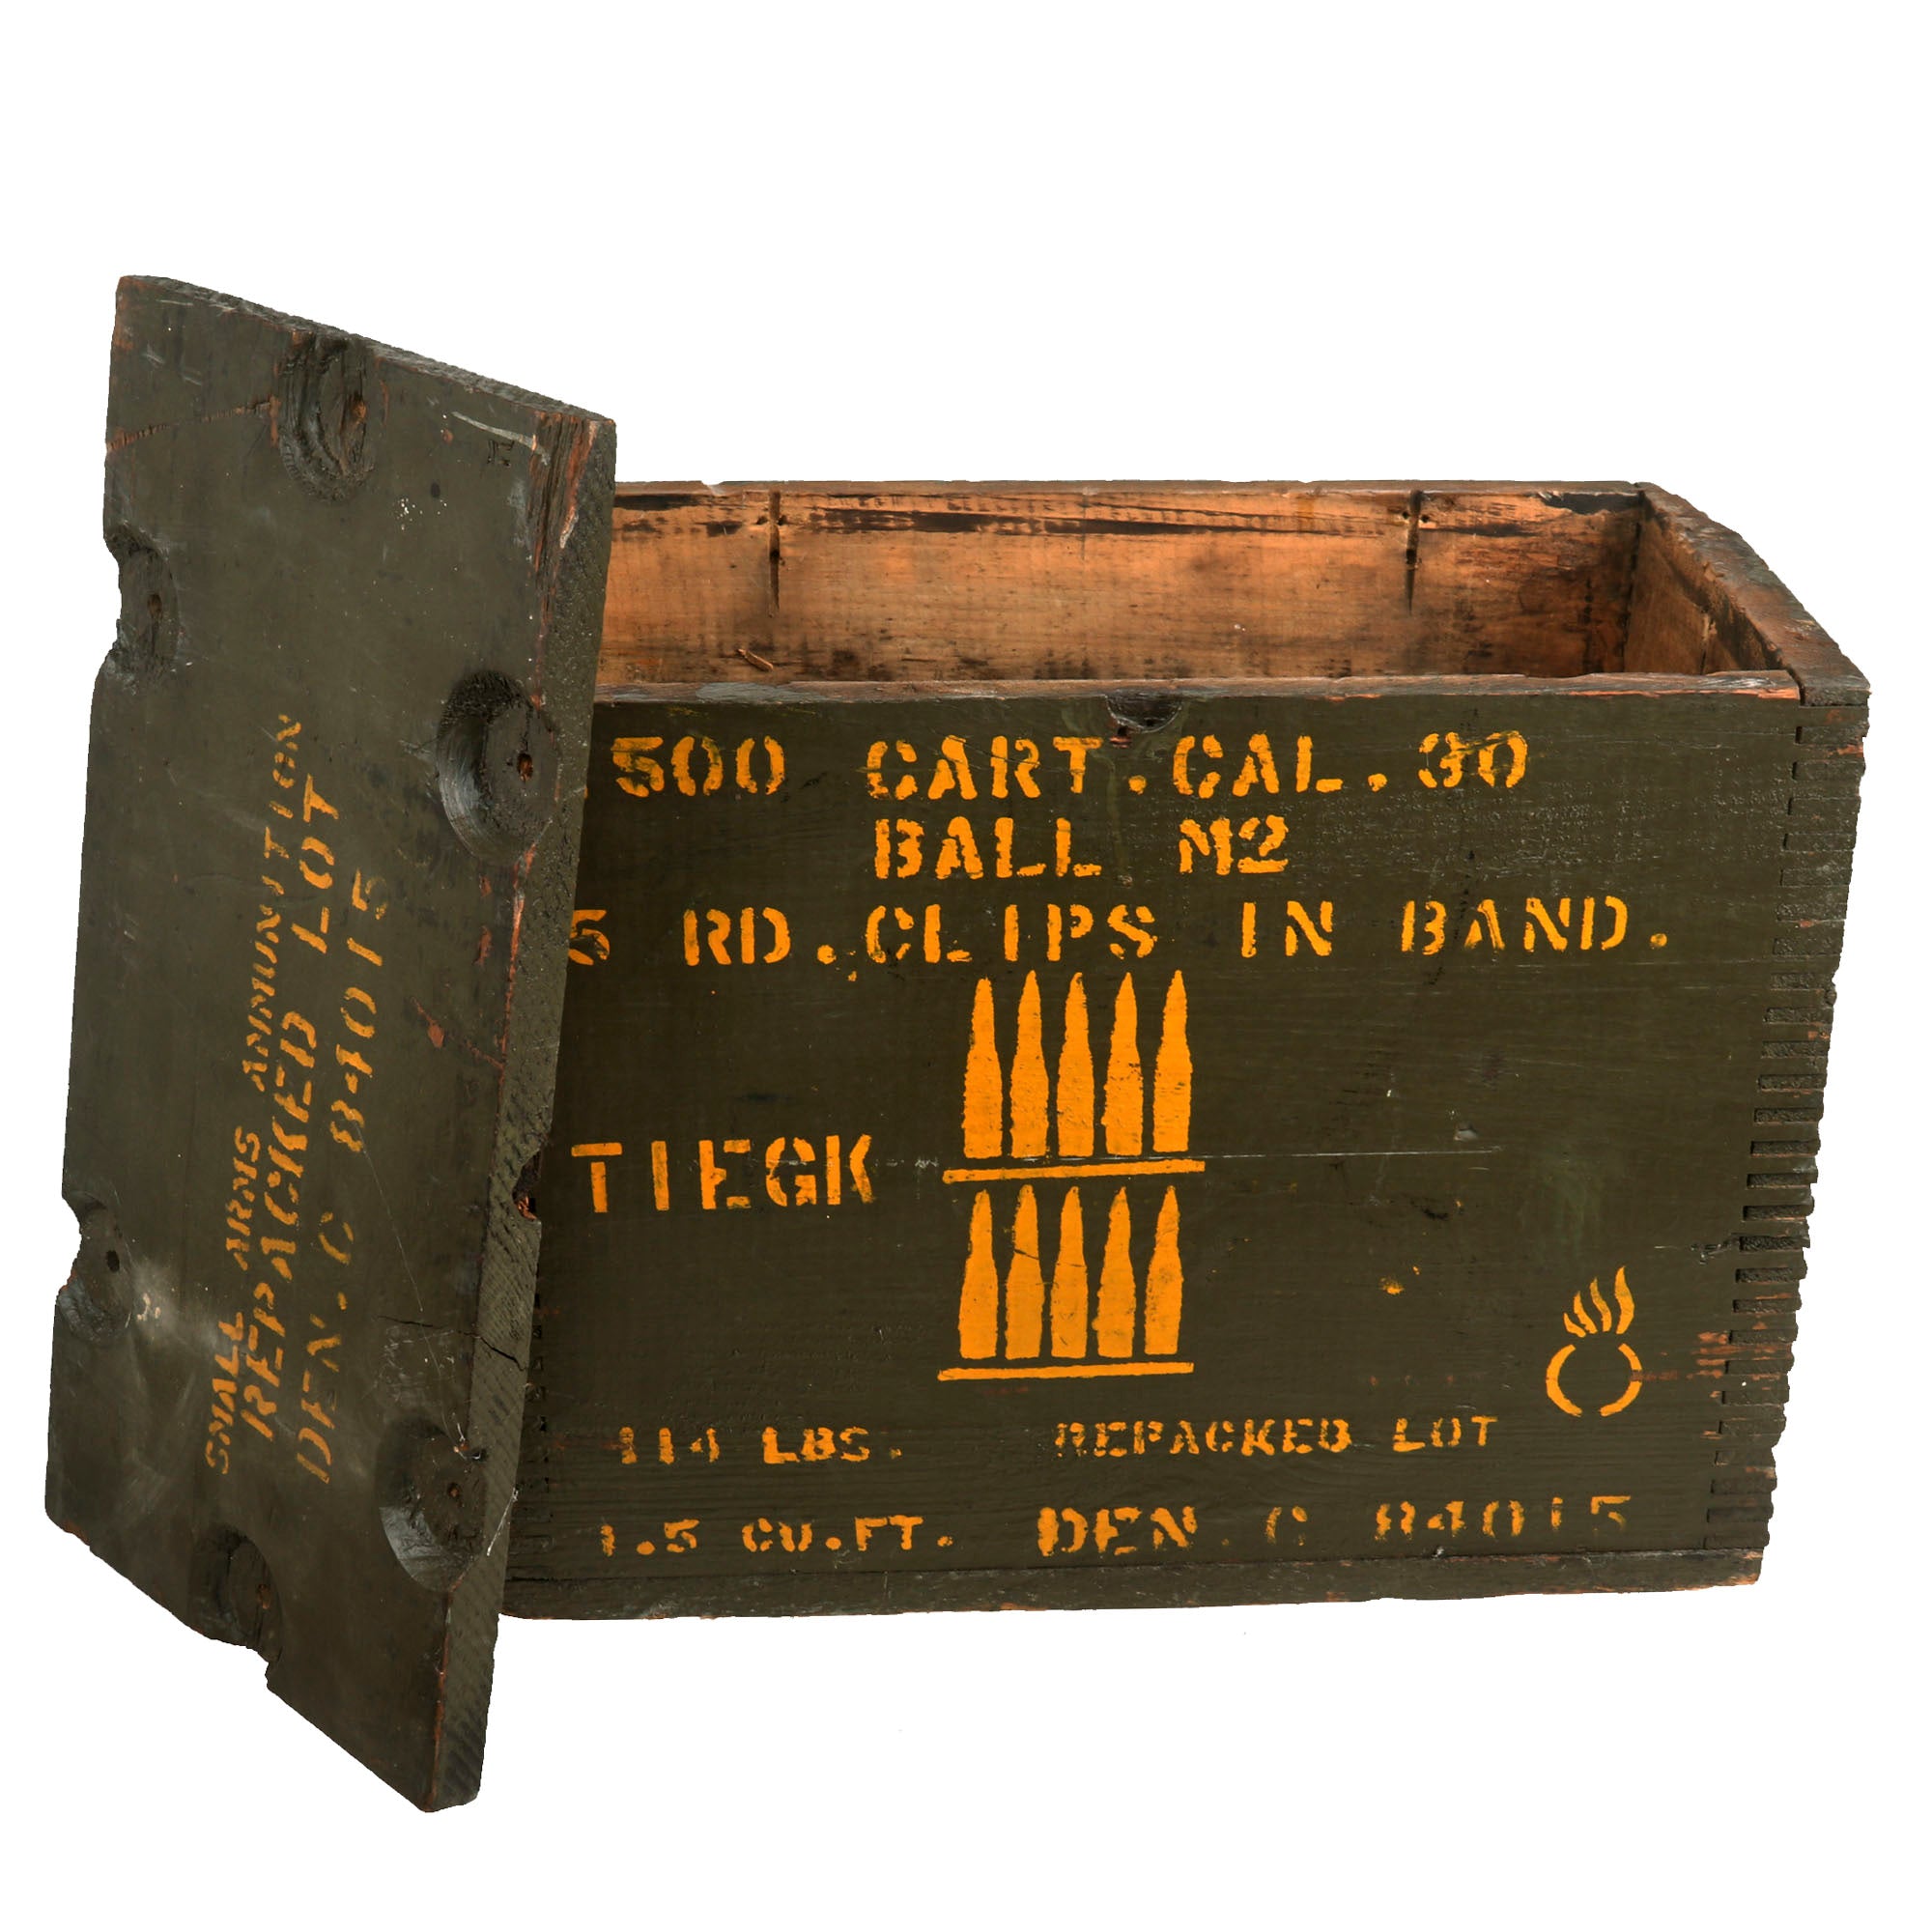 SMALL ARMS AMMUNITION
REPACKED LOT
DEN. C 84015
500 CART. CAL. 30
BALL M2
5 RD. CLIPS IN BAND.
TIEGK
114 LBS.
REPACKED LOT
1.5 CU. FT.
DEN. C 84015